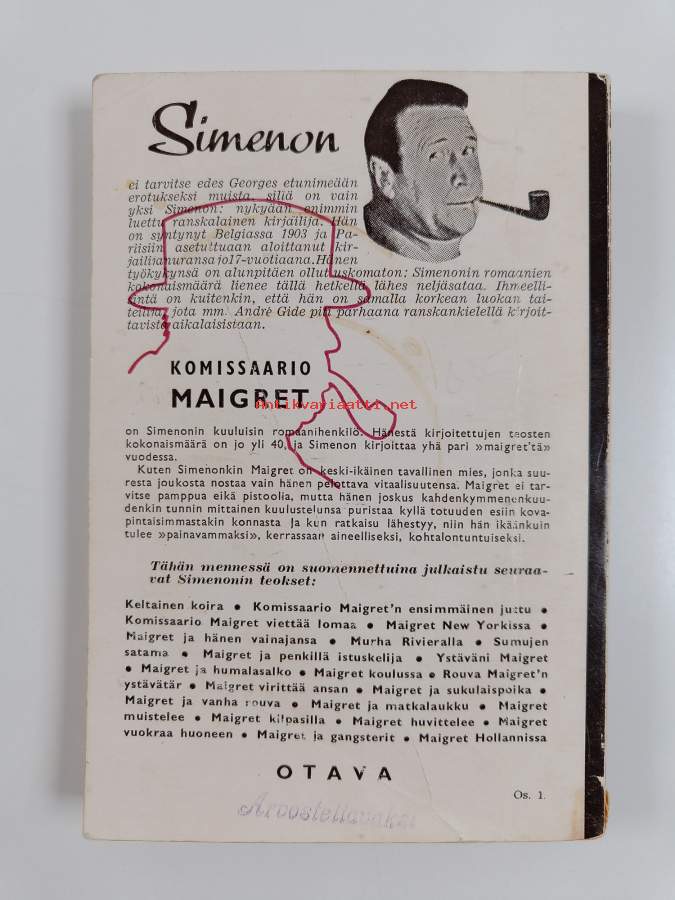 Simenon
ei tarvitse edes Georges etunimeään
erotukseksi muista, sillä on vain
yksi Simenon: nykyään enimmin
luettu ranskalainen kirjailija. Hän
on syntynyt Belgiassa 1903 ja Pa-
riisiin asetuttuaan aloittanut kir-
jailijanuransa jo 17-vuotiaana. Hänen
työkykynsä on alunpitäen ollut uskomaton: Simenonin romaanien
kokonaismäärä lienee tällä hetkellä lähes neljäsataa. Ihmeelli-
sintä on kuitenkin, että hän on samalla korkean luokan tai-
teilija, jota mm. André Gide piti parhaana ranskankielellä kirjoit-
tavista aikalaisistaan.
KOMISSAARIO
MAIGRET
Antikvariaatti.net
on Simenonin kuuluisin romaanihenkilö. Hänestä kirjoitettujen teosten
kokonaismäärä on jo yli 40, ja Simenon kirjoittaa yhä pari »maigret'tä»
vuodessa.
Kuten Simenonkin Maigret on keski-ikäinen tavallinen mies, jonka suu-
resta joukosta nostaa vain hänen pelottava vitaalisuutensa. Maigret ei tar-
vitse pamppua eikä pistoolia, mutta hänen joskus kahdenkymmenenkuu-
denkin tunnin mittainen kuulustelunsa puristaa kyllä totuuden esiin kova-
pintaisimmastakin konnasta. Ja kun ratkaisu lähestyy, niin hän ikäänkuin
tulee »painavammaksi», kerrassaan aineelliseksi, kohtalontuntuiseksi.
Tähän mennessä on suomennettuina julkaistu seuraa-
vat Simenonin teokset:
Keltainen koira • Komissaario Maigret'n ensimmäinen juttu •
Komissaario Maigret viettää lomaa • Maigret New Yorkissa •
Maigret ja hänen vainajansa • Murha Rivieralla • Sumujen
satama • Maigret ja penkillä istuskelija • Ystäväni Maigret
• Maigret ja humalasalko • Maigret koulussa • Rouva Maigret'n
ystävätär • Maigret virittää ansan • Maigret ja sukulaispoika •
Maigret ja vanha rouva • Maigret ja matkalaukku • Maigret
muistelee • Maigret kilpasilla • Maigret huvittelee • Maigret
vuokraa huoneen • Maigret ja gangsterit • Maigret Hollannissa
OTAVA
Os. 1.
Arvosteltavaksi